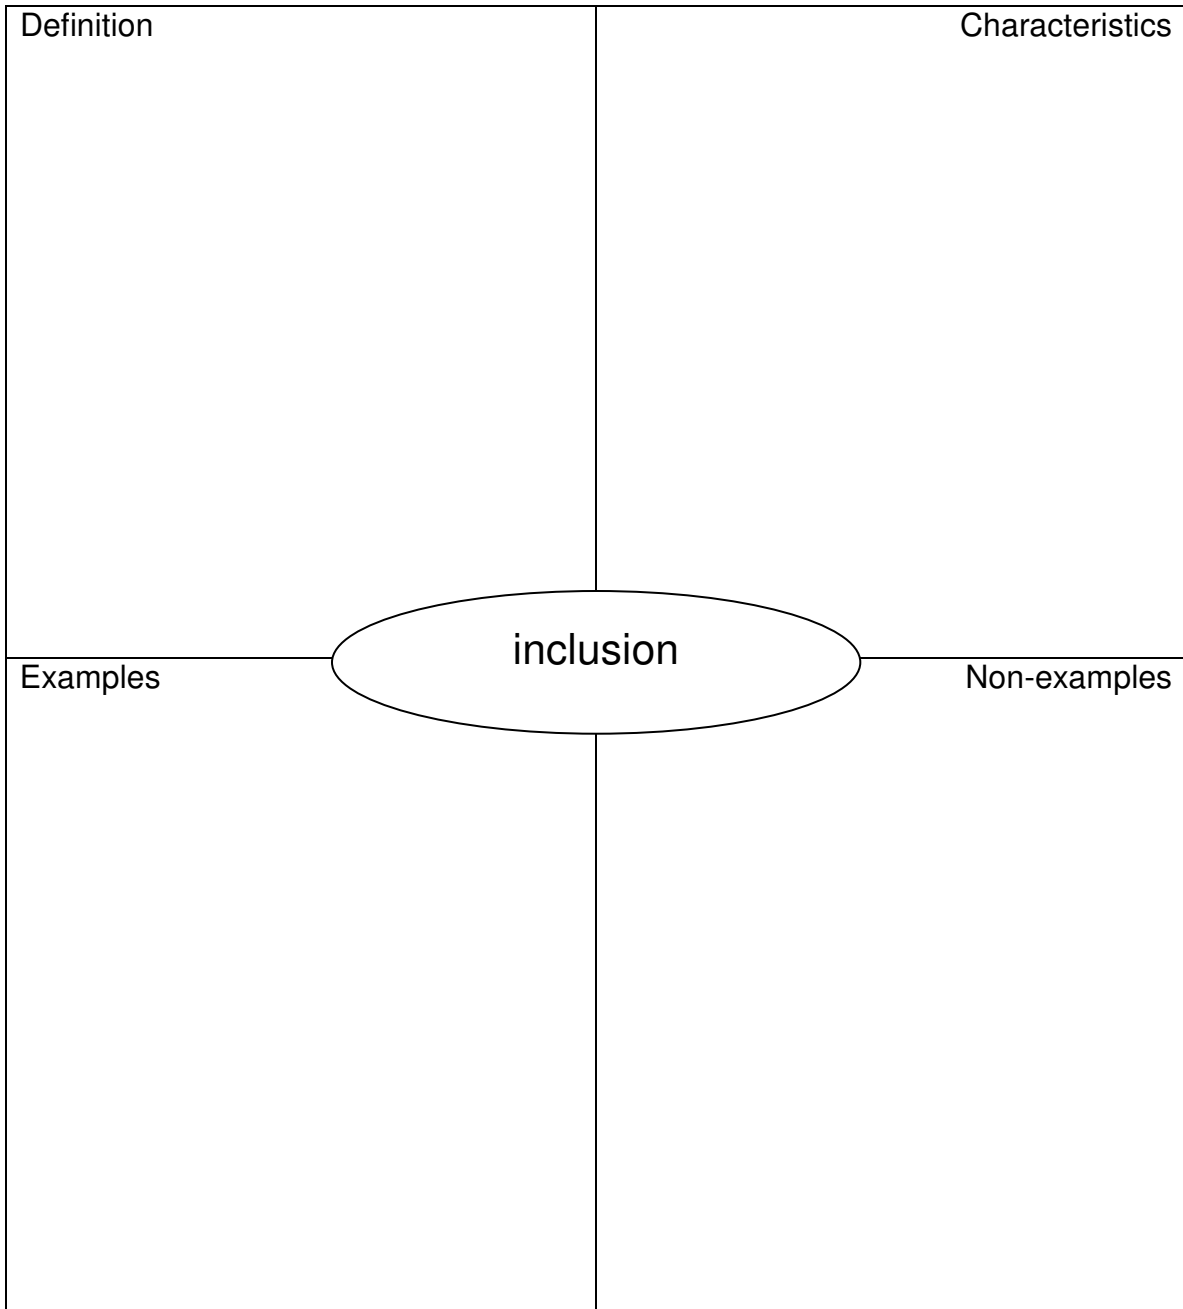 Definition
Characteristics
inclusion
Examples
Non-examples